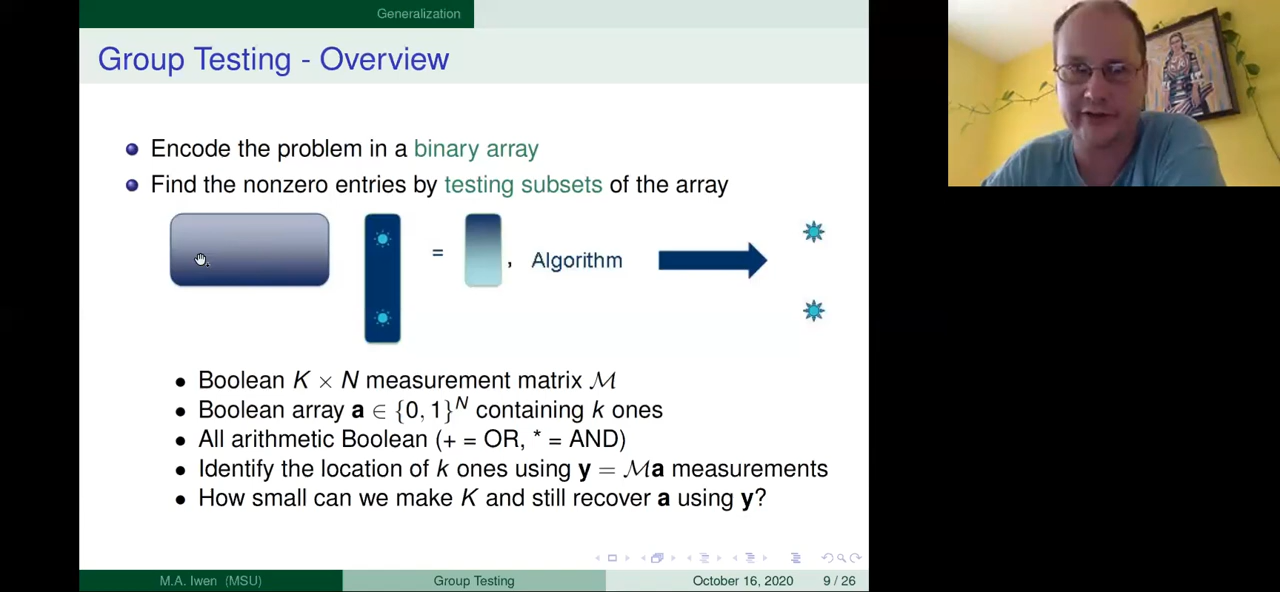 Generalization
Group Testing - Overview
Encode the problem in a binary array
Find the nonzero entries by testing subsets of the array
= , Algorithm
Boolean K × N measurement matrix ℳ
Boolean array a ∈ {0, 1}^N containing k ones
All arithmetic Boolean (+ = OR, * = AND)
Identify the location of k ones using y = ℳa measurements
How small can we make K and still recover a using y?
M.A. Iwen (MSU) Group Testing October 16, 2020 9 / 26